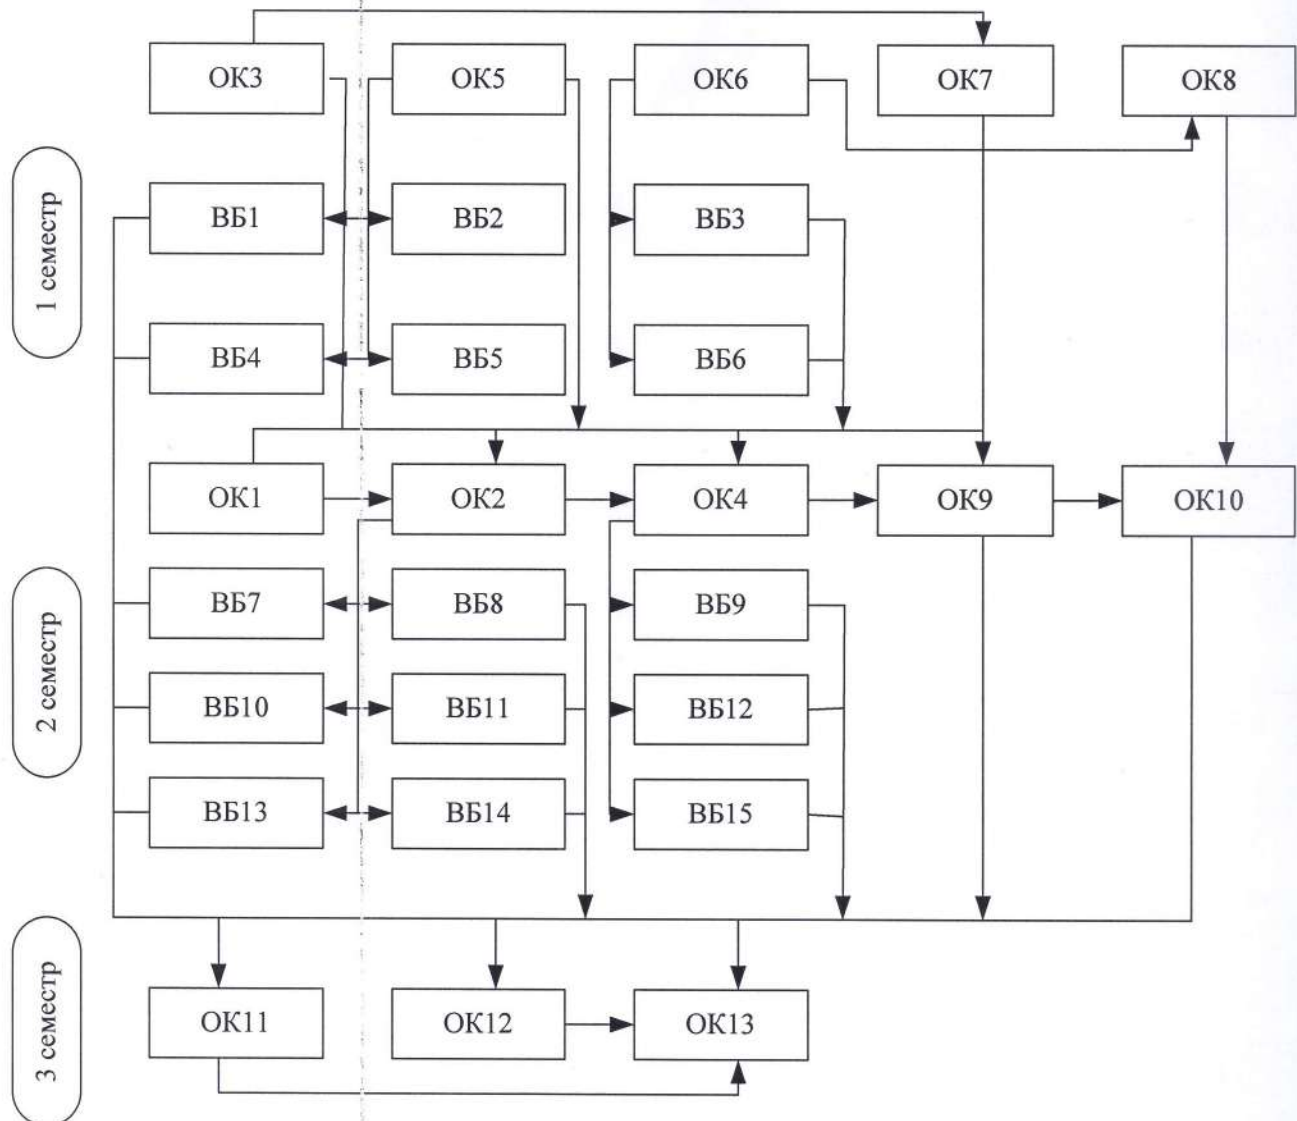 ОК3 ОК5 ОК6 ОК7 ОК8
1 семестр
ВБ1 ВБ2 ВБ3
ВБ4 ВБ5 ВБ6
ОК1 ОК2 ОК4 ОК9 ОК10
2 семестр
ВБ7 ВБ8 ВБ9
ВБ10 ВБ11 ВБ12
ВБ13 ВБ14 ВБ15
3 семестр
ОК11 ОК12 ОК13